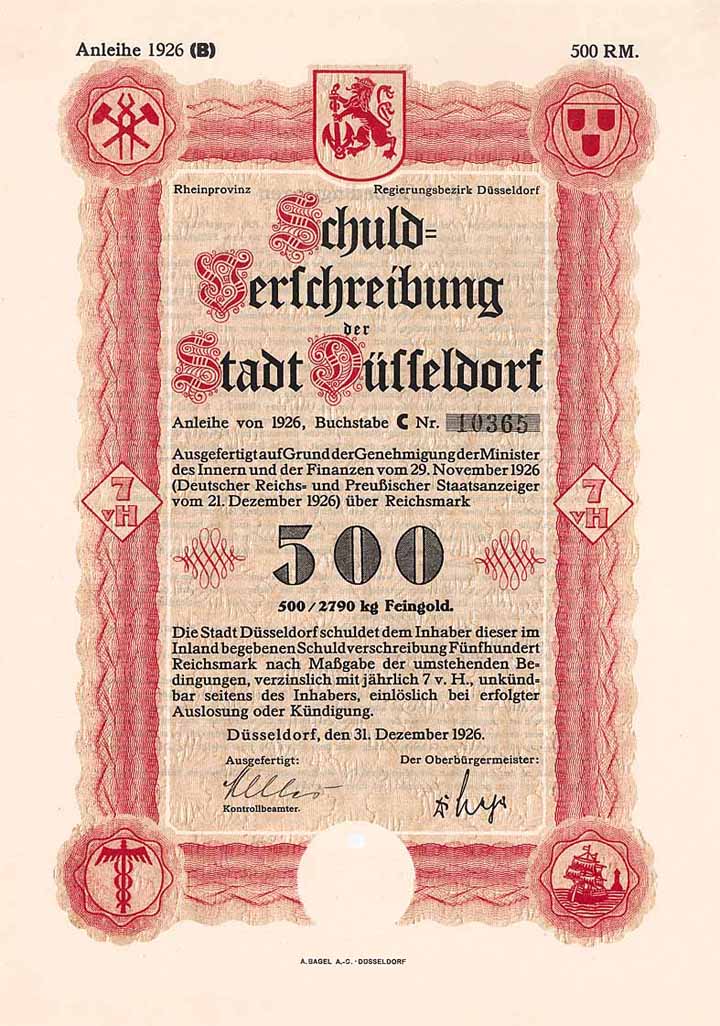 Anleihe 1926 (B)
500 RM.
Rheinprovinz
Regierungsbezirk Düsseldorf
Schuld=
Verschreibung
der
Stadt Düsseldorf
Anleihe von 1926, Buchstabe C Nr. 10365
Ausgefertigt auf Grund der Genehmigung der Minister
des Innern und der Finanzen vom 29. November 1926
(Deutscher Reichs- und Preußischer Staatsanzeiger
vom 21. Dezember 1926) über Reichsmark
7
vH
7
vH
500
500/2790 kg Feingold.
Die Stadt Düsseldorf schuldet dem Inhaber dieser im
Inland begebenen Schuldverschreibung Fünfhundert
Reichsmark nach Maßgabe der umstehenden Be-
dingungen, verzinslich mit jährlich 7 v. H., unkünd-
bar seitens des Inhabers, einlöslich bei erfolgter
Auslosung oder Kündigung.
Düsseldorf, den 31. Dezember 1926.
Ausgefertigt:
Der Oberbürgermeister:
Kontrollbeamter.
A. BAGEL A.-G. · DÜSSELDORF